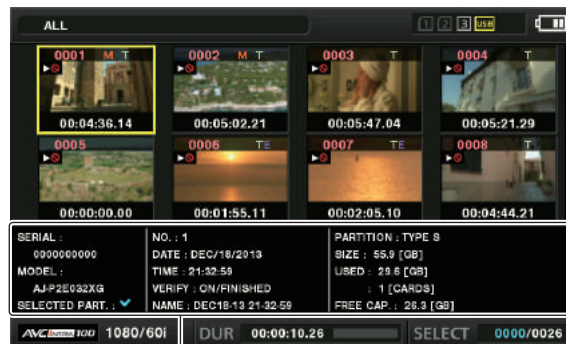 ALL
1 2 3 USB
0001 M T
0002 M T
0003 T
0004 T
00:04:36.14
00:05:02.21
00:05:47.04
00:05:21.29
0005
0006 TE
0007 TE
0008 T
00:00:00.00
00:01:55.11
00:02:05.10
00:04:44.21
SERIAL :
0000000000
MODEL :
AJ-P2E032XG
SELECTED PART. :
NO. : 1
DATE : DEC/18/2013
TIME : 21:32:59
VERIFY : ON/FINISHED
NAME : DEC18-13 21-32-59
PARTITION : TYPE S
SIZE : 55.9 [GB]
USED : 29.6 [GB]
: 1 [CARDS]
FREE CAP. : 26.3 [GB]
AVC INTRA 100 1080/60i
DUR 00:00:10.26
SELECT 0000/0026